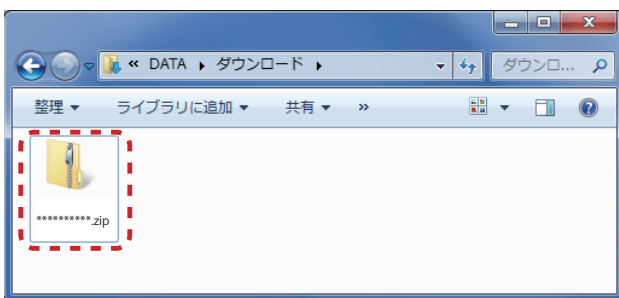 « DATA ▸ ダウンロード ▸
ダウンロ...
整理 ▼ ライブラリに追加 ▼ 共有 ▼ »
**********.zip